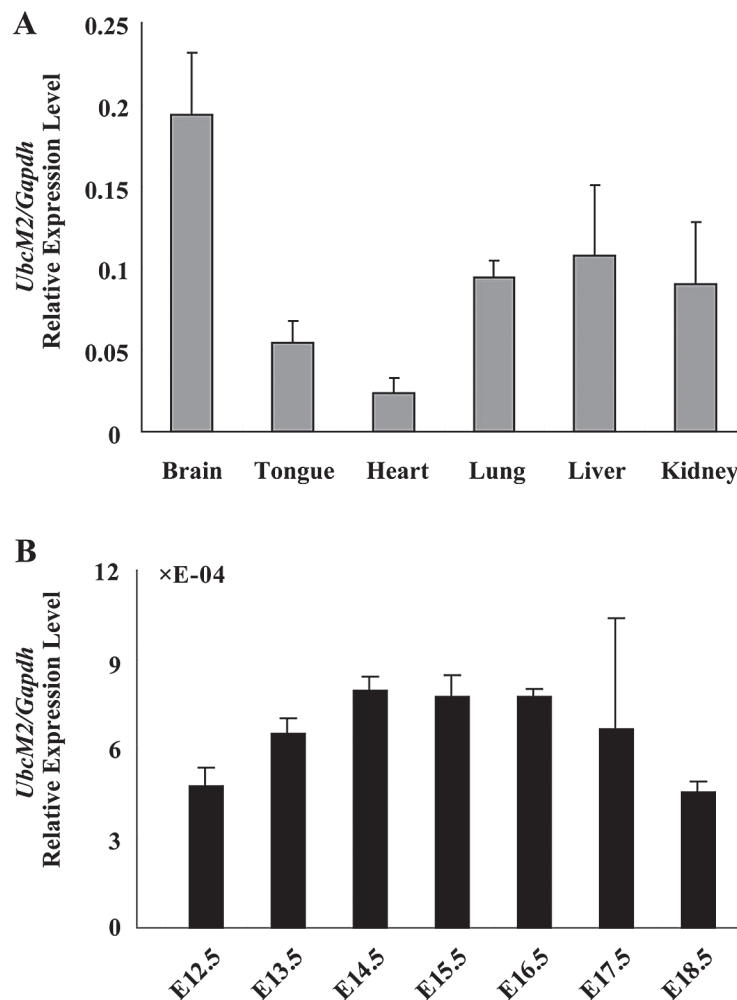 A
UbcM2/Gapdh
Relative Expression Level
0.25
0.2
0.15
0.1
0.05
0
Brain Tongue Heart Lung Liver Kidney
B
UbcM2/Gapdh
Relative Expression Level
×E-04
12
9
6
3
0
E12.5 E13.5 E14.5 E15.5 E16.5 E17.5 E18.5